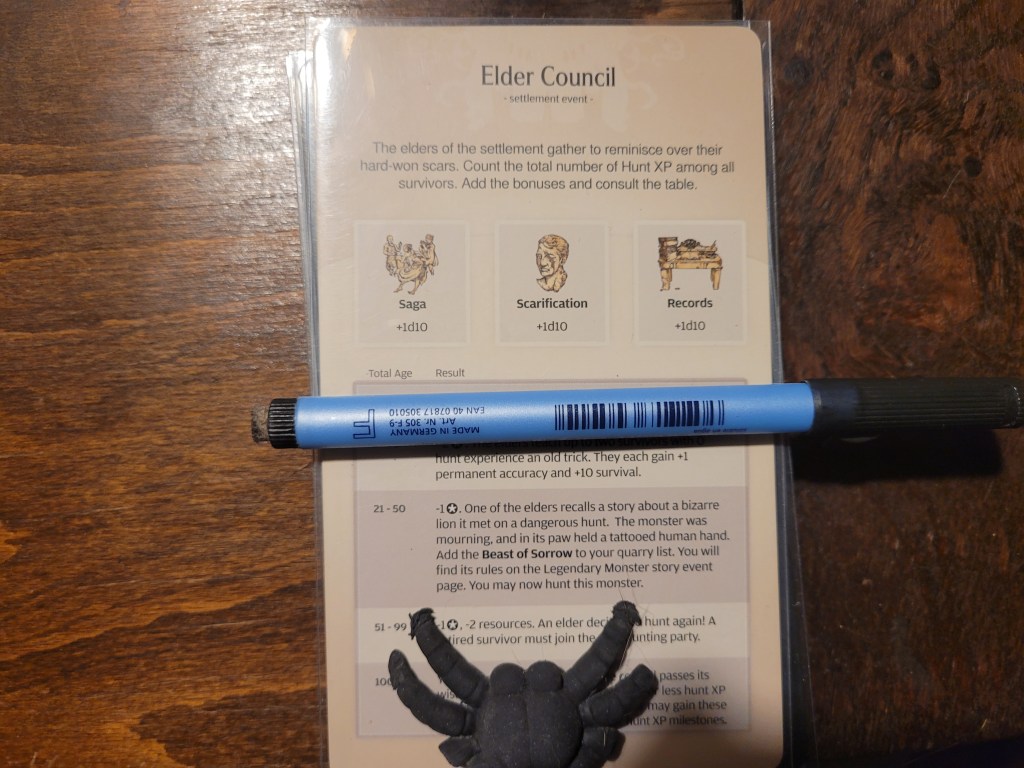 Elder Council
- settlement event -
The elders of the settlement gather to reminisce over their
hard-won scars. Count the total number of Hunt XP among all
survivors. Add the bonuses and consult the table.
Saga
Scarification
Records
+1d10
+1d10
+1d10
Total Age Result
MADE IN GERMANY
Art. Nr. 305 F-9
EAN 40 07817 305010
F
hunt experience an old trick. They each gain +1
permanent accuracy and +10 survival.
21 - 50 -1✪. One of the elders recalls a story about a bizarre
lion it met on a dangerous hunt. The monster was
mourning, and in its paw held a tattooed human hand.
Add the Beast of Sorrow to your quarry list. You will
find its rules on the Legendary Monster story event
page. You may now hunt this monster.
51 - 99 -1✪, -2 resources. An elder hunt again! A
survivor must join the party.
passes its
less hunt XP
may gain these
XP milestones.